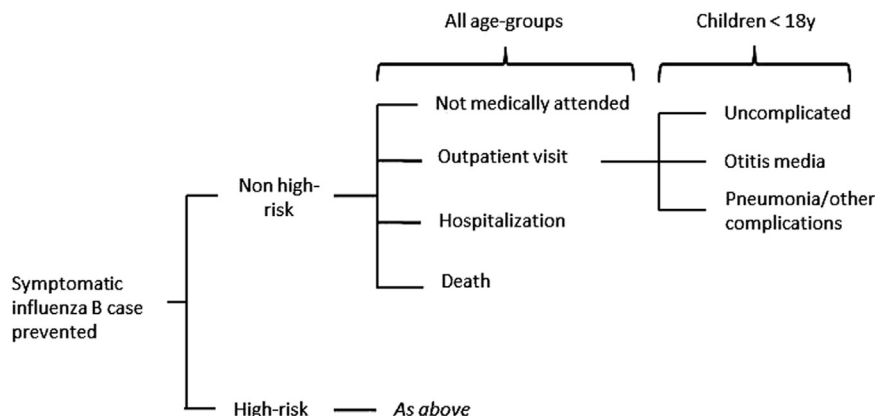 All age-groups
Children < 18y
Not medically attended
Uncomplicated
Outpatient visit
Otitis media
Non high-
risk
Pneumonia/other
complications
Hospitalization
Death
Symptomatic
influenza B case
prevented
High-risk
As above